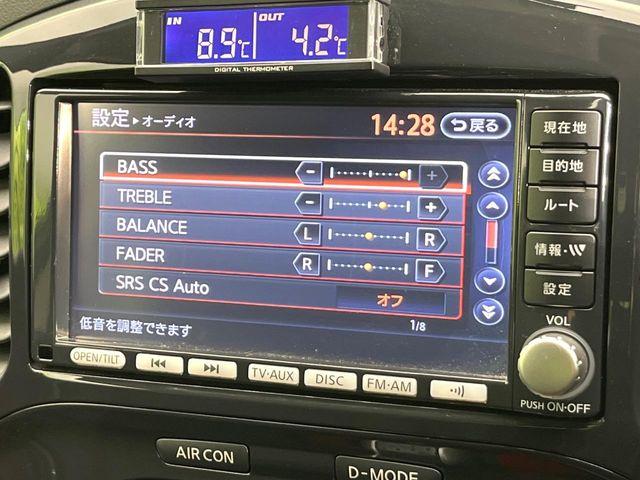 IN 8.9℃ OUT 4.2℃
DIGITAL THERMOMETER
設定▶オーディオ 14:28 戻る
BASS - +
TREBLE - +
BALANCE L R
FADER R F
SRS CS Auto オフ
低音を調整できます 1/8
現在地
目的地
ルート
情報・VV
設定
VOL
PUSH ON・OFF
OPEN/TILT TV・AUX DISC FM・AM
AIR CON D-MODE